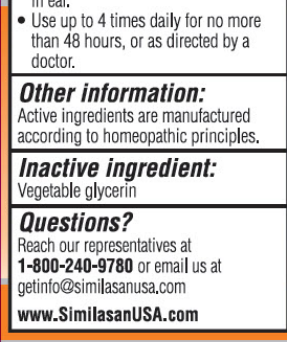 in ear.
• Use up to 4 times daily for no more
than 48 hours, or as directed by a
doctor.
Other information:
Active ingredients are manufactured
according to homeopathic principles.
Inactive ingredient:
Vegetable glycerin
Questions?
Reach our representatives at
1-800-240-9780 or email us at
getinfo@similasanusa.com
www.SimilasanUSA.com